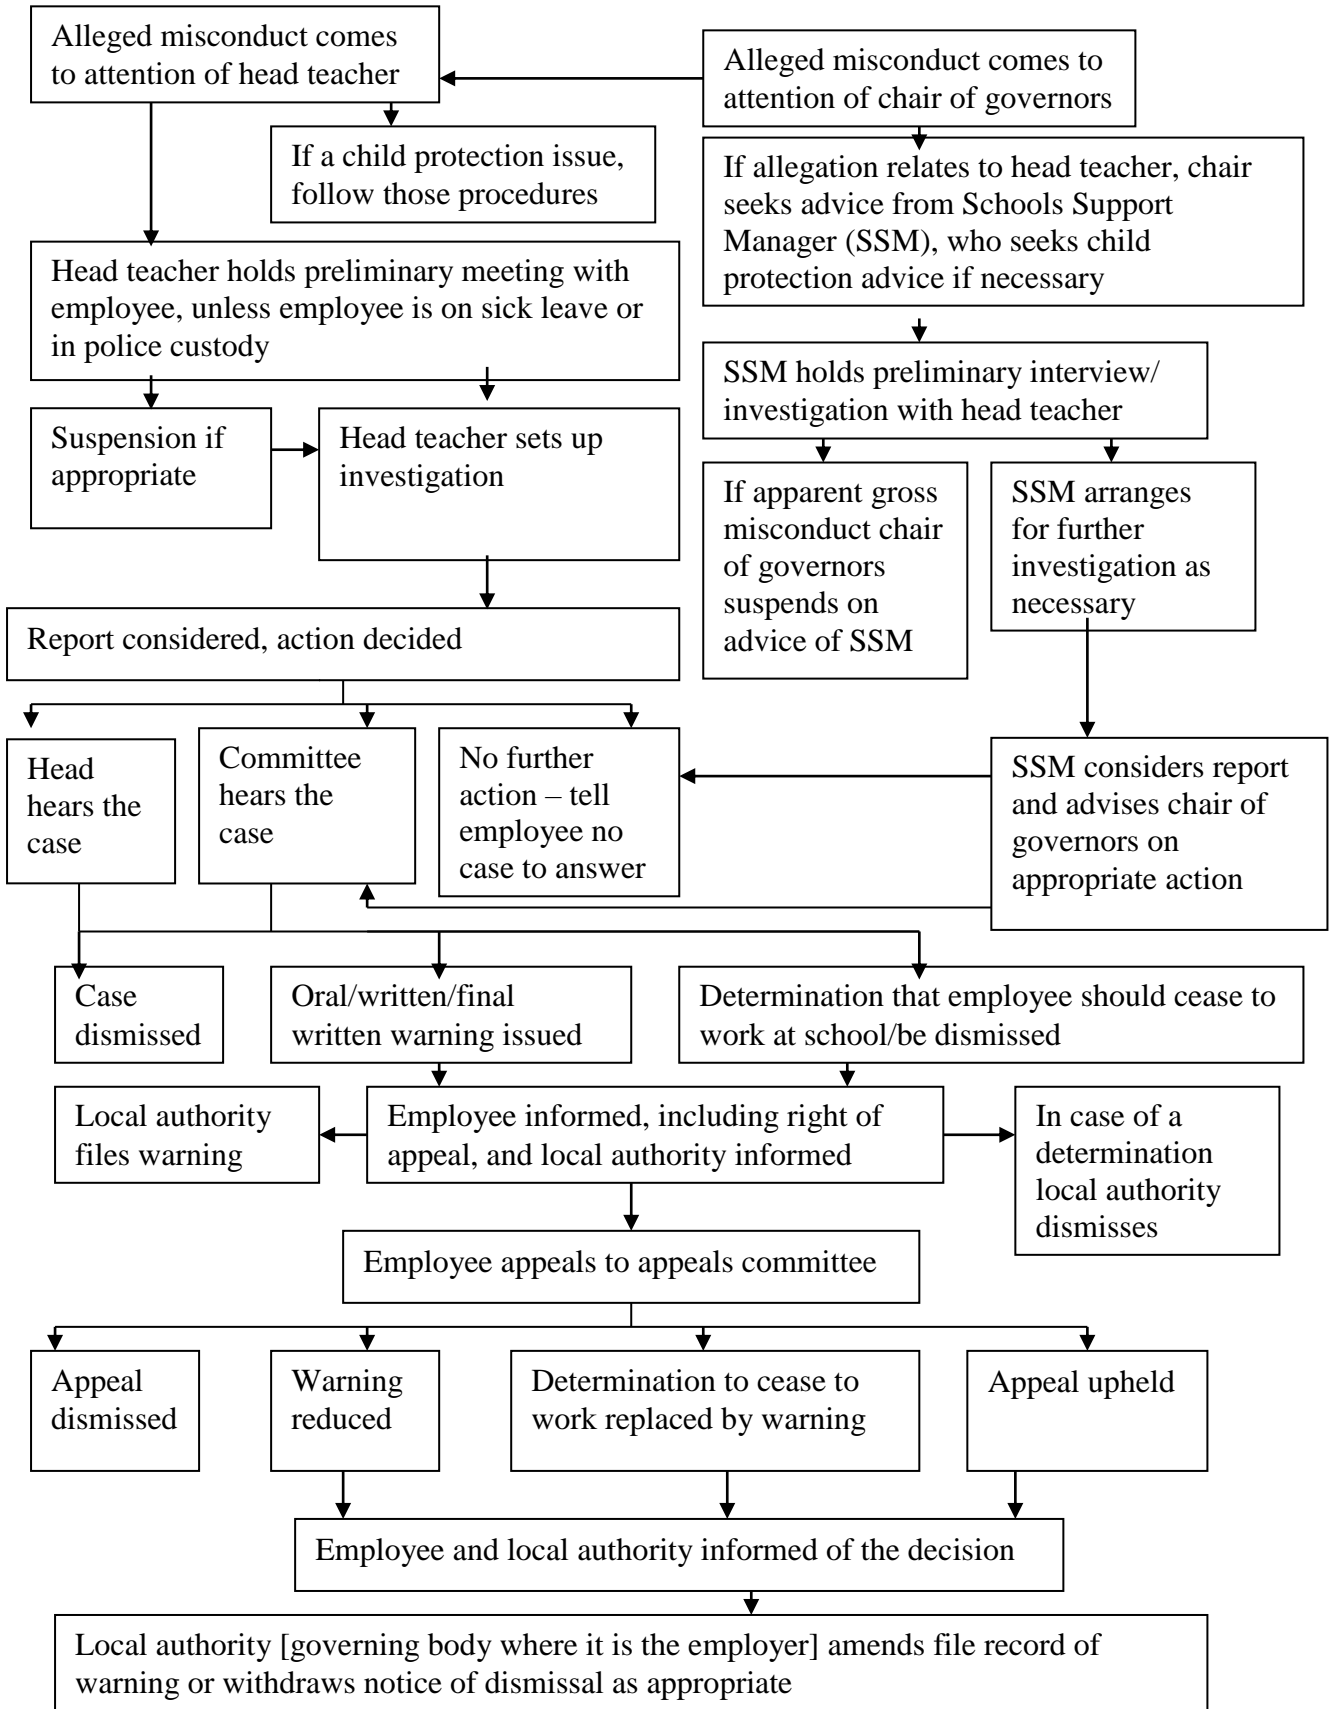 Alleged misconduct comes
to attention of head teacher
Alleged misconduct comes to
attention of chair of governors
If a child protection issue,
follow those procedures
If allegation relates to head teacher, chair
seeks advice from Schools Support
Manager (SSM), who seeks child
protection advice if necessary
Head teacher holds preliminary meeting with
employee, unless employee is on sick leave or
in police custody
SSM holds preliminary interview/
investigation with head teacher
Suspension if
appropriate
Head teacher sets up
investigation
If apparent gross
misconduct chair
of governors
suspends on
advice of SSM
SSM arranges
for further
investigation as
necessary
Report considered, action decided
Head
hears the
case
Committee
hears the
case
No further
action – tell
employee no
case to answer
SSM considers report
and advises chair of
governors on
appropriate action
Case
dismissed
Oral/written/final
written warning issued
Determination that employee should cease to
work at school/be dismissed
Local authority
files warning
Employee informed, including right of
appeal, and local authority informed
In case of a
determination
local authority
dismisses
Employee appeals to appeals committee
Appeal
dismissed
Warning
reduced
Determination to cease to
work replaced by warning
Appeal upheld
Employee and local authority informed of the decision
Local authority [governing body where it is the employer] amends file record of
warning or withdraws notice of dismissal as appropriate